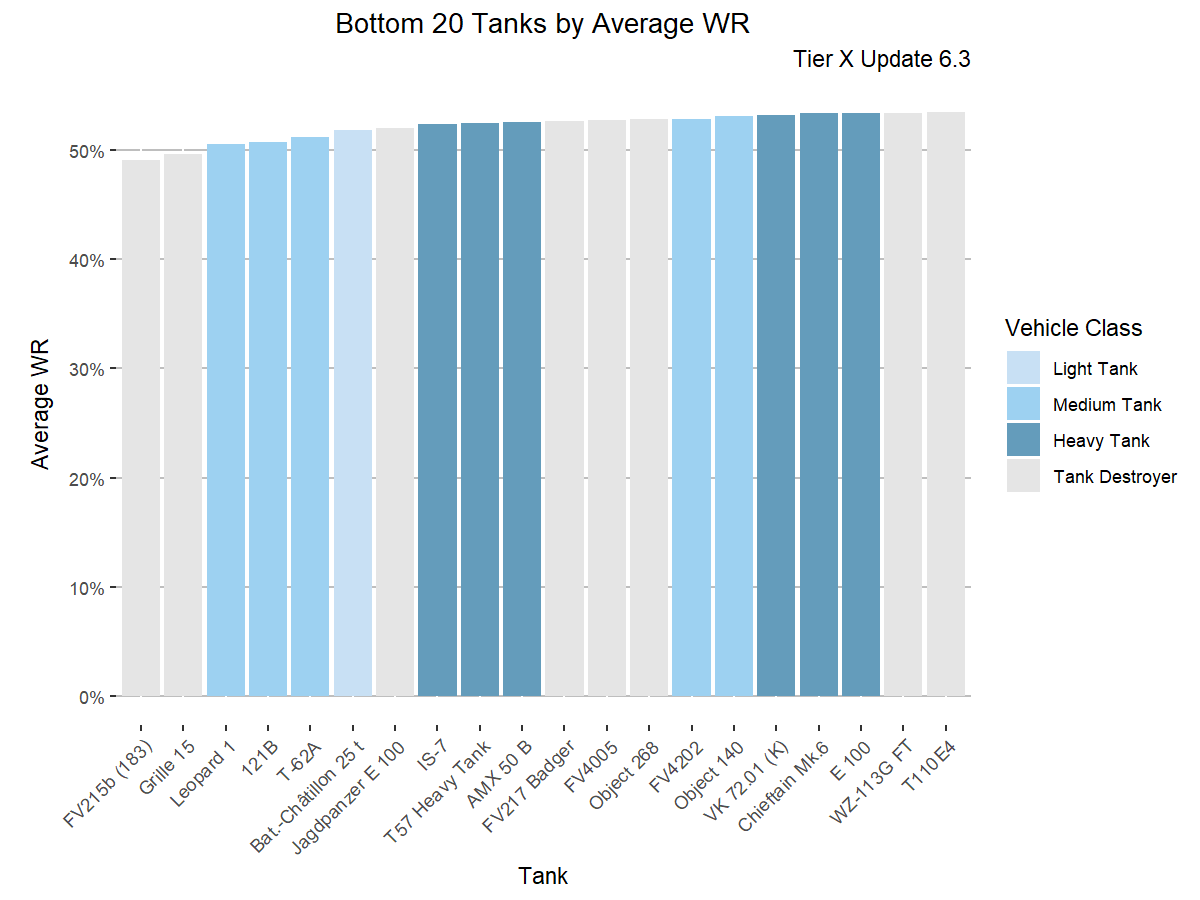 Bottom 20 Tanks by Average WR
Tier X Update 6.3
Average WR
50%
40%
30%
20%
10%
0%
FV215b (183)
Grille 15
Leopard 1
121B
T-62A
Bat.-Châtillon 25 t
Jagdpanzer E 100
IS-7
T57 Heavy Tank
AMX 50 B
FV217 Badger
FV4005
Object 268
FV4202
Object 140
VK 72.01 (K)
Chieftain Mk.6
E 100
WZ-113G FT
T110E4
Tank
Vehicle Class
Light Tank
Medium Tank
Heavy Tank
Tank Destroyer